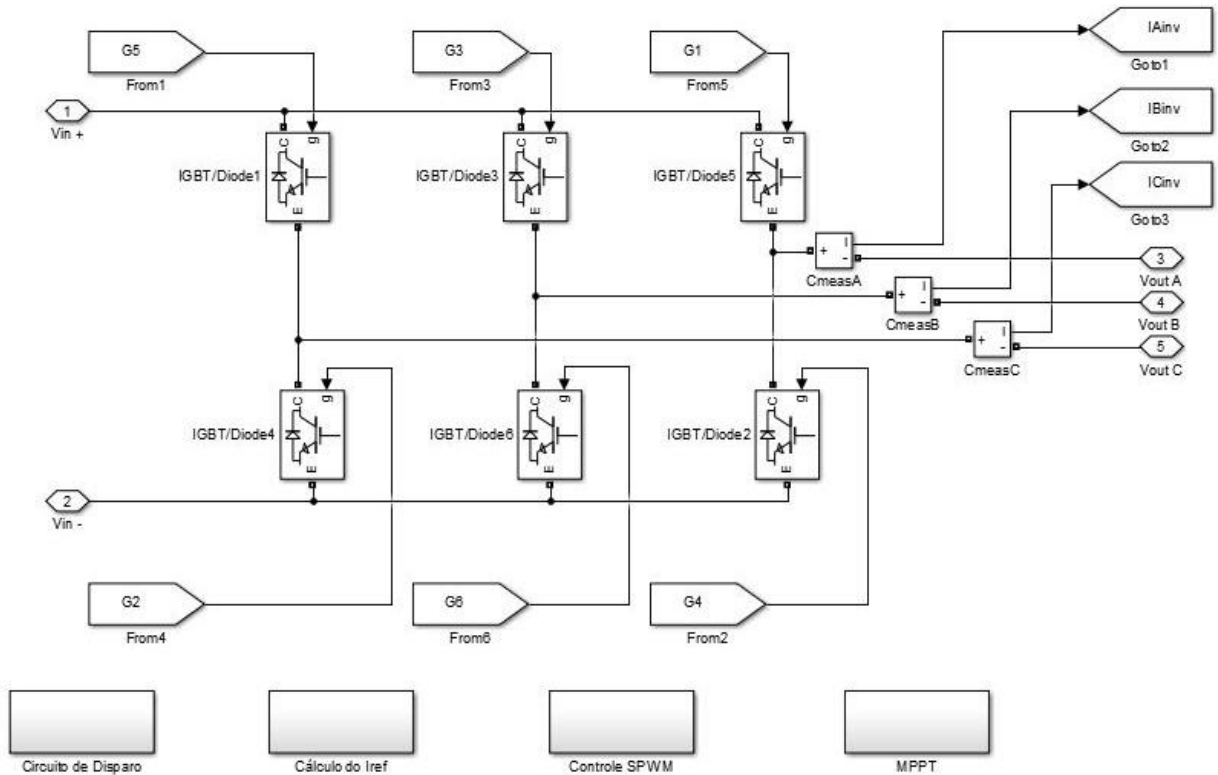 G5
From1
G3
From3
G1
From5
IAinv
Goto1
1
Vin +
IBinv
Goto2
C
g
IGBT/Diode1
E
C
g
IGBT/Diode3
E
C
g
IGBT/Diode5
E
ICinv
Goto3
+
I
-
CmeasA
3
Vout A
+
I
-
CmeasB
4
Vout B
+
I
-
CmeasC
5
Vout C
C
g
IGBT/Diode4
E
C
g
IGBT/Diode6
E
C
g
IGBT/Diode2
E
2
Vin -
G2
From4
G6
From6
G4
From2
Circuito de Disparo
Cálculo do Iref
Controle SPWM
MPPT